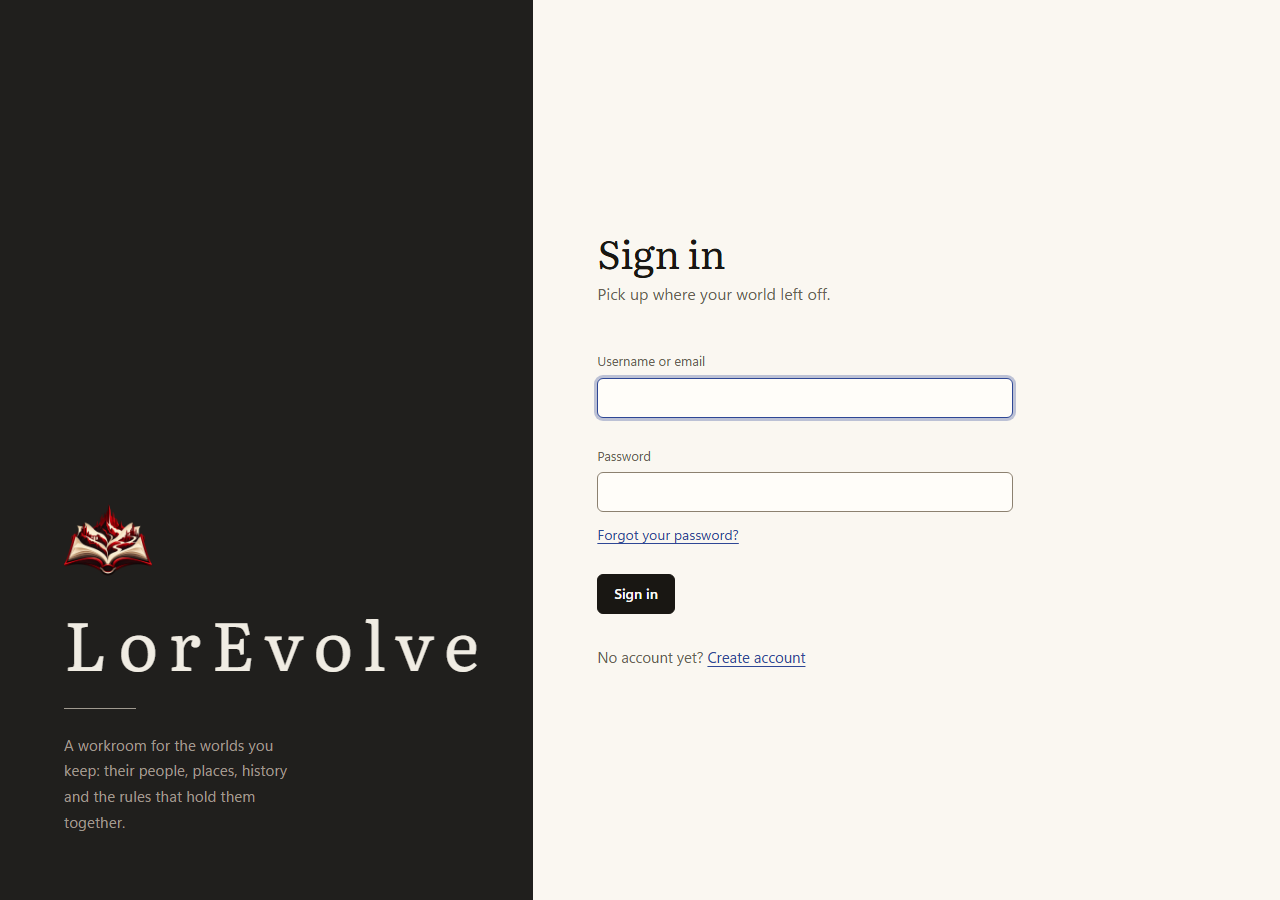 LorEvolve
A workroom for the worlds you
keep: their people, places, history
and the rules that hold them
together.
Sign in
Pick up where your world left off.
Username or email
Password
Forgot your password?
Sign in
No account yet? Create account